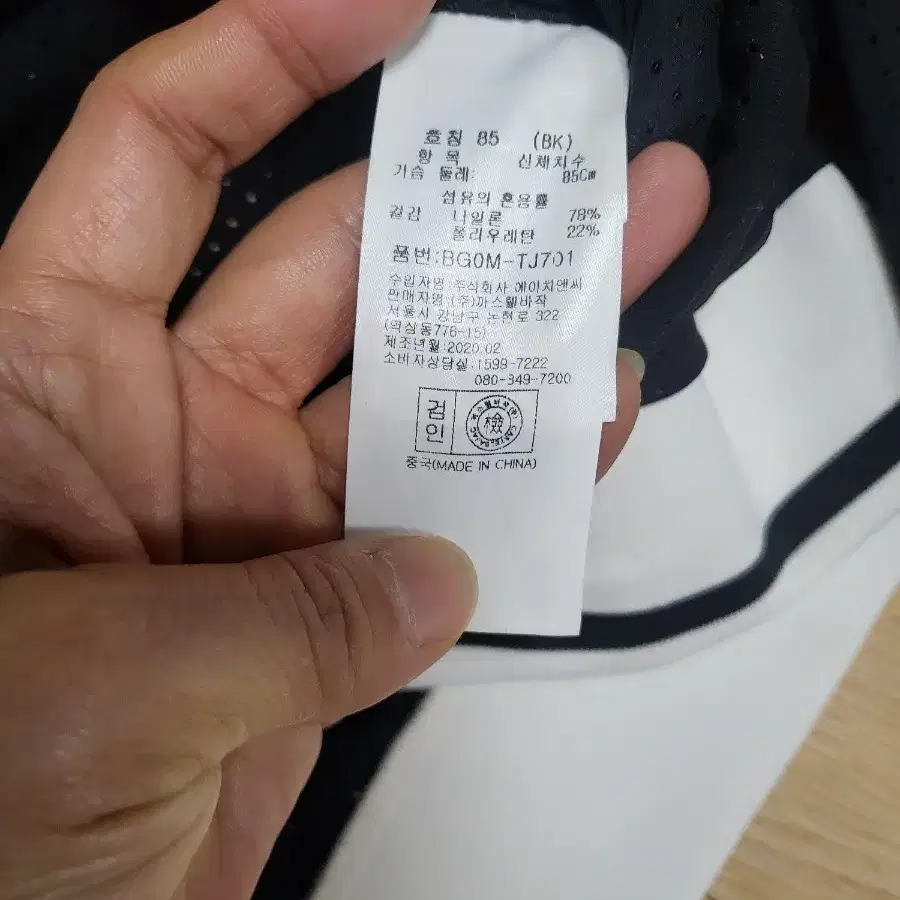 호칭 85 (BK)
항 목 신체치수
가슴 둘레: 85Cm
섬유의 혼용률
겉감 나일론 78%
폴리우레탄 22%
품번:BG0M-TJ701
수입자명:주식회사 에이치앤씨
판매자명:(주)까스텔바작
서울시 강남구 논현로 322
(역삼동776-15)
제조년월:2020.02
소비자상담실:1599-7222
080-349-7200
검
인
檢
중국(MADE IN CHINA)